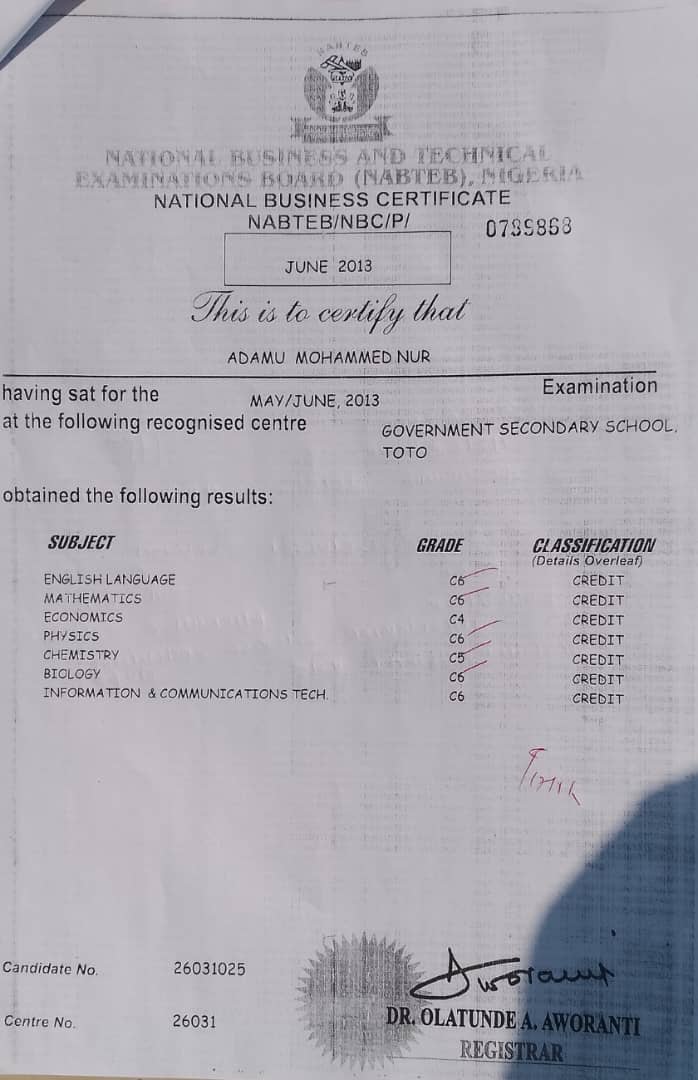 NABTEB
NATIONAL BUSINESS AND TECHNICAL
EXAMINATIONS BOARD (NABTEB), NIGERIA
NATIONAL BUSINESS CERTIFICATE
NABTEB/NBC/P/
0739868
JUNE 2013
This is to certify that
ADAMU MOHAMMED NUR
having sat for the MAY/JUNE, 2013 Examination
at the following recognised centre GOVERNMENT SECONDARY SCHOOL,
TOTO
obtained the following results:
SUBJECT GRADE CLASSIFICATION
(Details Overleaf)
ENGLISH LANGUAGE C6 CREDIT
MATHEMATICS C6 CREDIT
ECONOMICS C4 CREDIT
PHYSICS C6 CREDIT
CHEMISTRY C5 CREDIT
BIOLOGY C6 CREDIT
INFORMATION & COMMUNICATIONS TECH. C6 CREDIT
Candidate No. 26031025
Aworanti
Centre No. 26031
DR. OLATUNDE A. AWORANTI
REGISTRAR